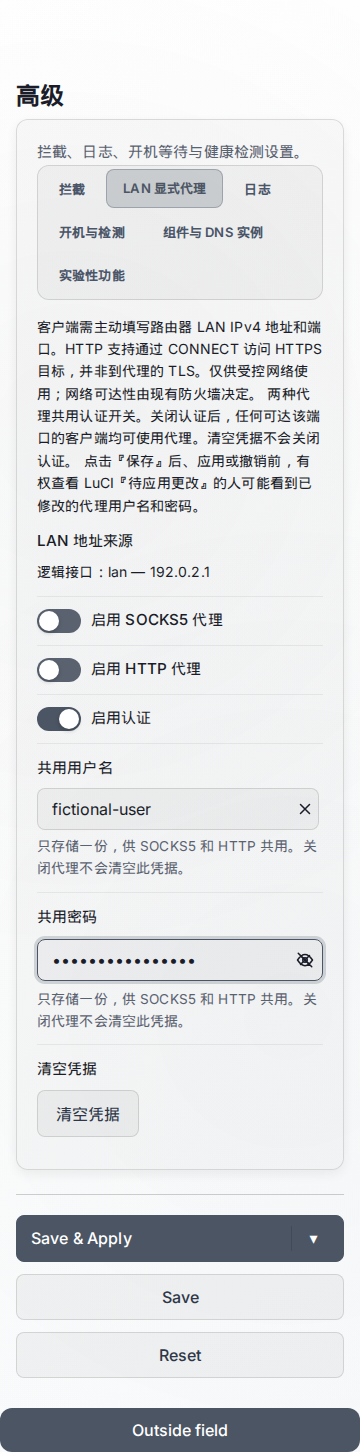 高级
拦截、日志、开机等待与健康检测设置。
拦截
LAN 显式代理
日志
开机与检测
组件与 DNS 实例
实验性功能
客户端需主动填写路由器 LAN IPv4 地址和端
口。HTTP 支持通过 CONNECT 访问 HTTPS
目标，并非到代理的 TLS。仅供受控网络使
用；网络可达性由现有防火墙决定。 两种代
理共用认证开关。关闭认证后，任何可达该端
口的客户端均可使用代理。清空凭据不会关闭
认证。 点击『保存』后、应用或撤销前，有
权查看 LuCI『待应用更改』的人可能看到已
修改的代理用户名和密码。
LAN 地址来源
逻辑接口：lan — 192.0.2.1
启用 SOCKS5 代理
启用 HTTP 代理
启用认证
共用用户名
fictional-user
只存储一份，供 SOCKS5 和 HTTP 共用。关
闭代理不会清空此凭据。
共用密码
••••••••••••••••
只存储一份，供 SOCKS5 和 HTTP 共用。关
闭代理不会清空此凭据。
清空凭据
清空凭据
Save & Apply
Save
Reset
Outside field